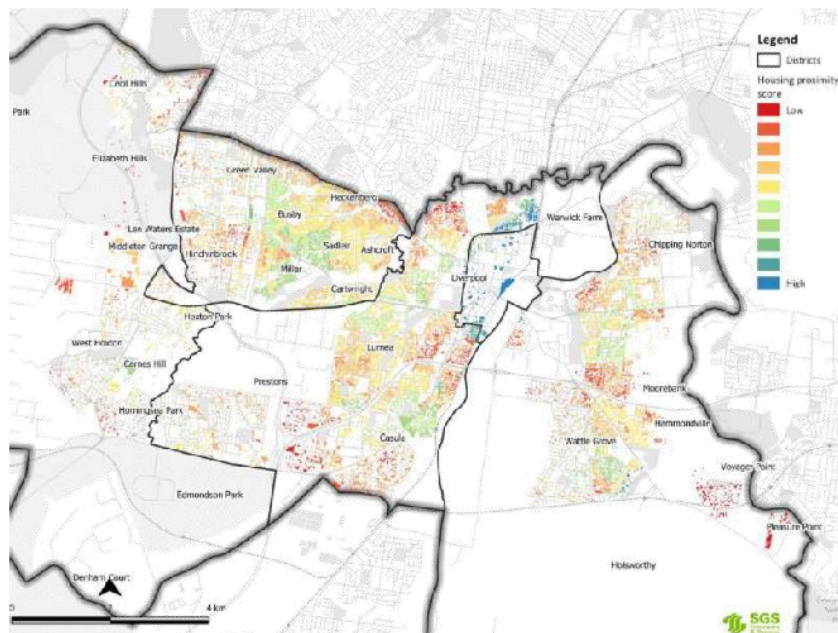 Legend
Districts
Housing proximity
score
Low
High
Cecil Hills
Park
Elizabeth Hills
Green Valley
Heckenberg
Busby
Warwick Farm
Len Waters Estate
Middleton Grange
Hinchinbrook
Sadleir
Ashcroft
Chipping Norton
Miller
Liverpool
Cartwright
Hoxton Park
West Hoxton
Lurnea
Carnes Hill
Prestons
Moorebank
Horningsea Park
Hammondville
Casula
Wattle Grove
Voyager Point
Edmondson Park
Pleasure Point
Holsworthy
Denham Court
0
2
4 km
SGS